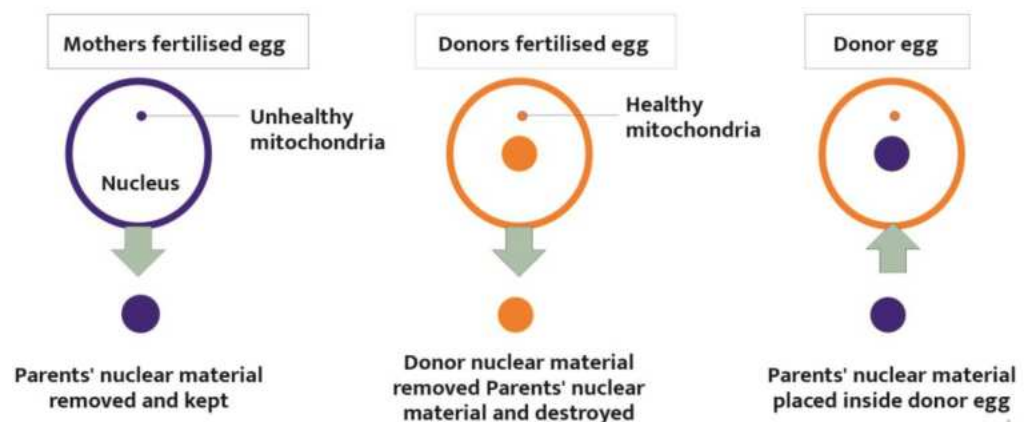 Mothers fertilised egg
Donors fertilised egg
Donor egg
Unhealthy
mitochondria
Healthy
mitochondria
Nucleus
Parents' nuclear material
removed and kept
Donor nuclear material
removed Parents' nuclear
material and destroyed
Parents' nuclear material
placed inside donor egg